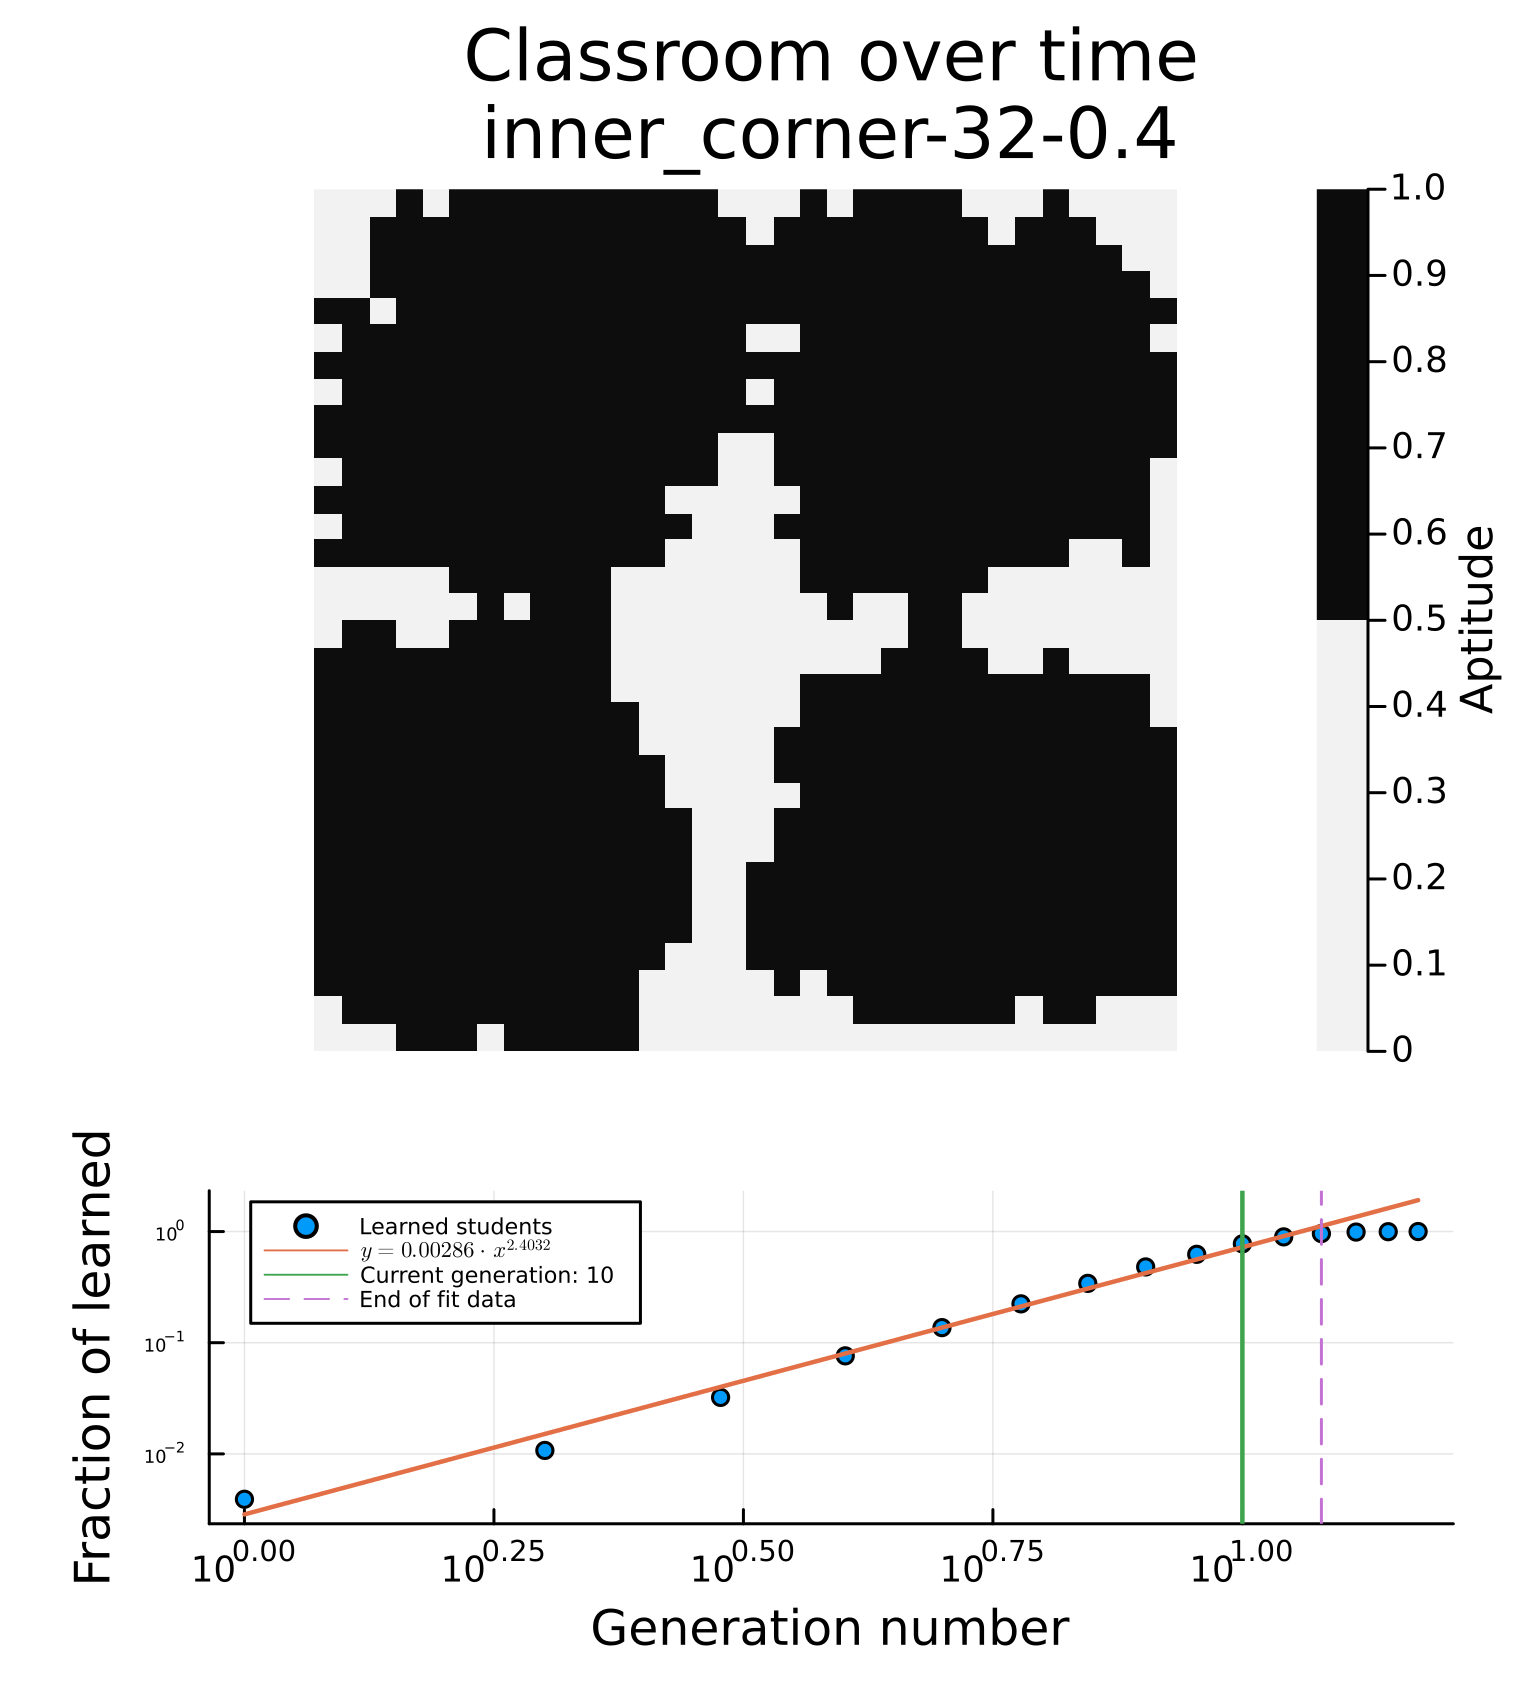 Classroom over time
inner_corner-32-0.4
1.0
0.9
0.8
0.7
0.6
0.5
0.4
0.3
0.2
0.1
0
Aptitude
Fraction of learned
10^0
10^-1
10^-2
Learned students
y = 0.00286 · x^2.4032
Current generation: 10
End of fit data
10^0.00 10^0.25 10^0.50 10^0.75 10^1.00
Generation number